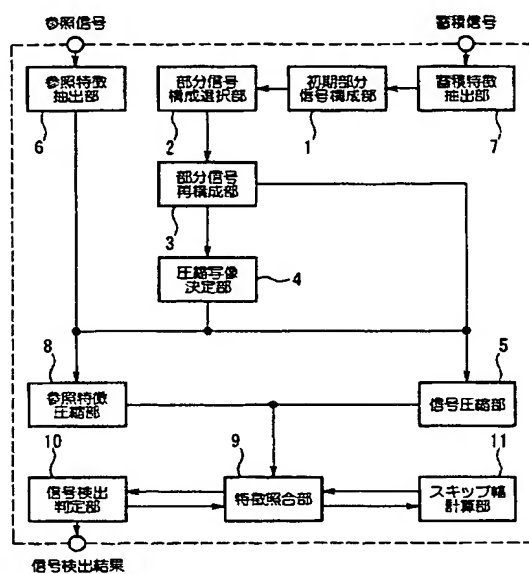 参照信号
蓄積信号
参照特徴
抽出部
6
部分信号
構成選択部
2
初期部分
信号構成部
1
蓄積特徴
抽出部
7
部分信号
再構成部
3
圧縮写像
決定部
4
8
参照特徴
圧縮部
5
信号圧縮部
10
信号検出
判定部
9
特徴照合部
11
スキップ幅
計算部
信号検出結果